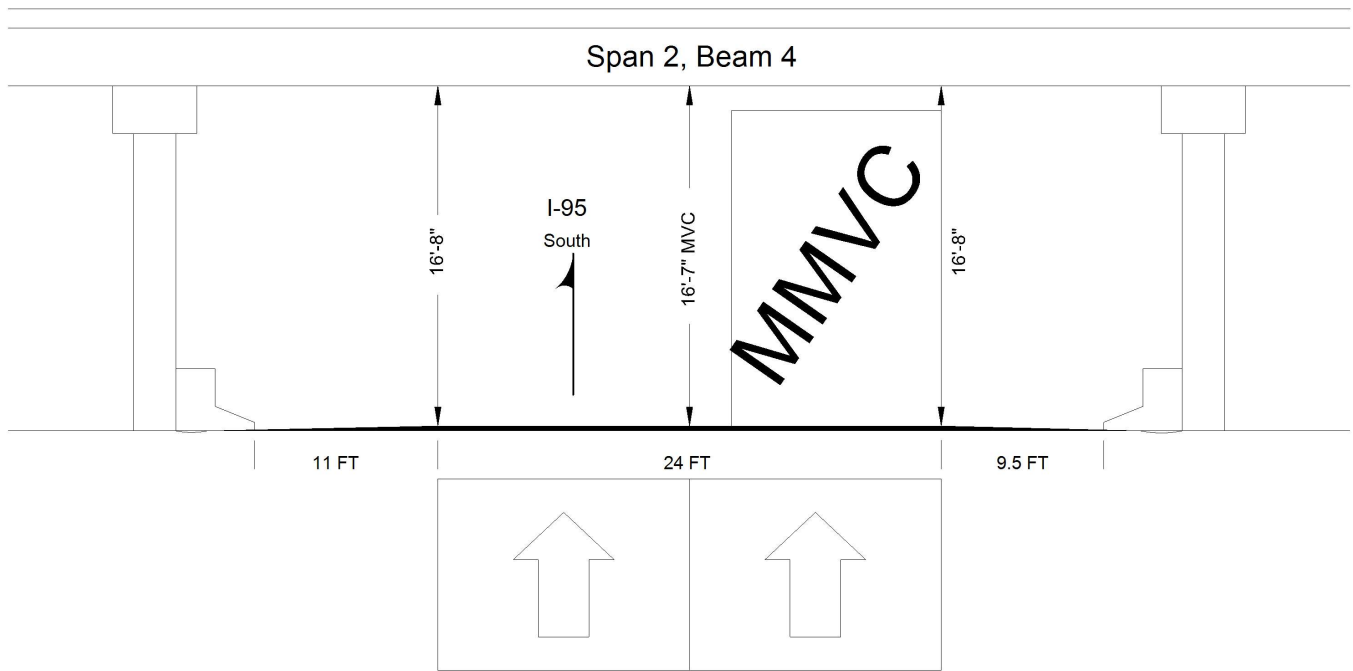 Span 2, Beam 4
I-95
South
16'-8"
16'-7" MVC
MMVC
16'-8"
11 FT
24 FT
9.5 FT